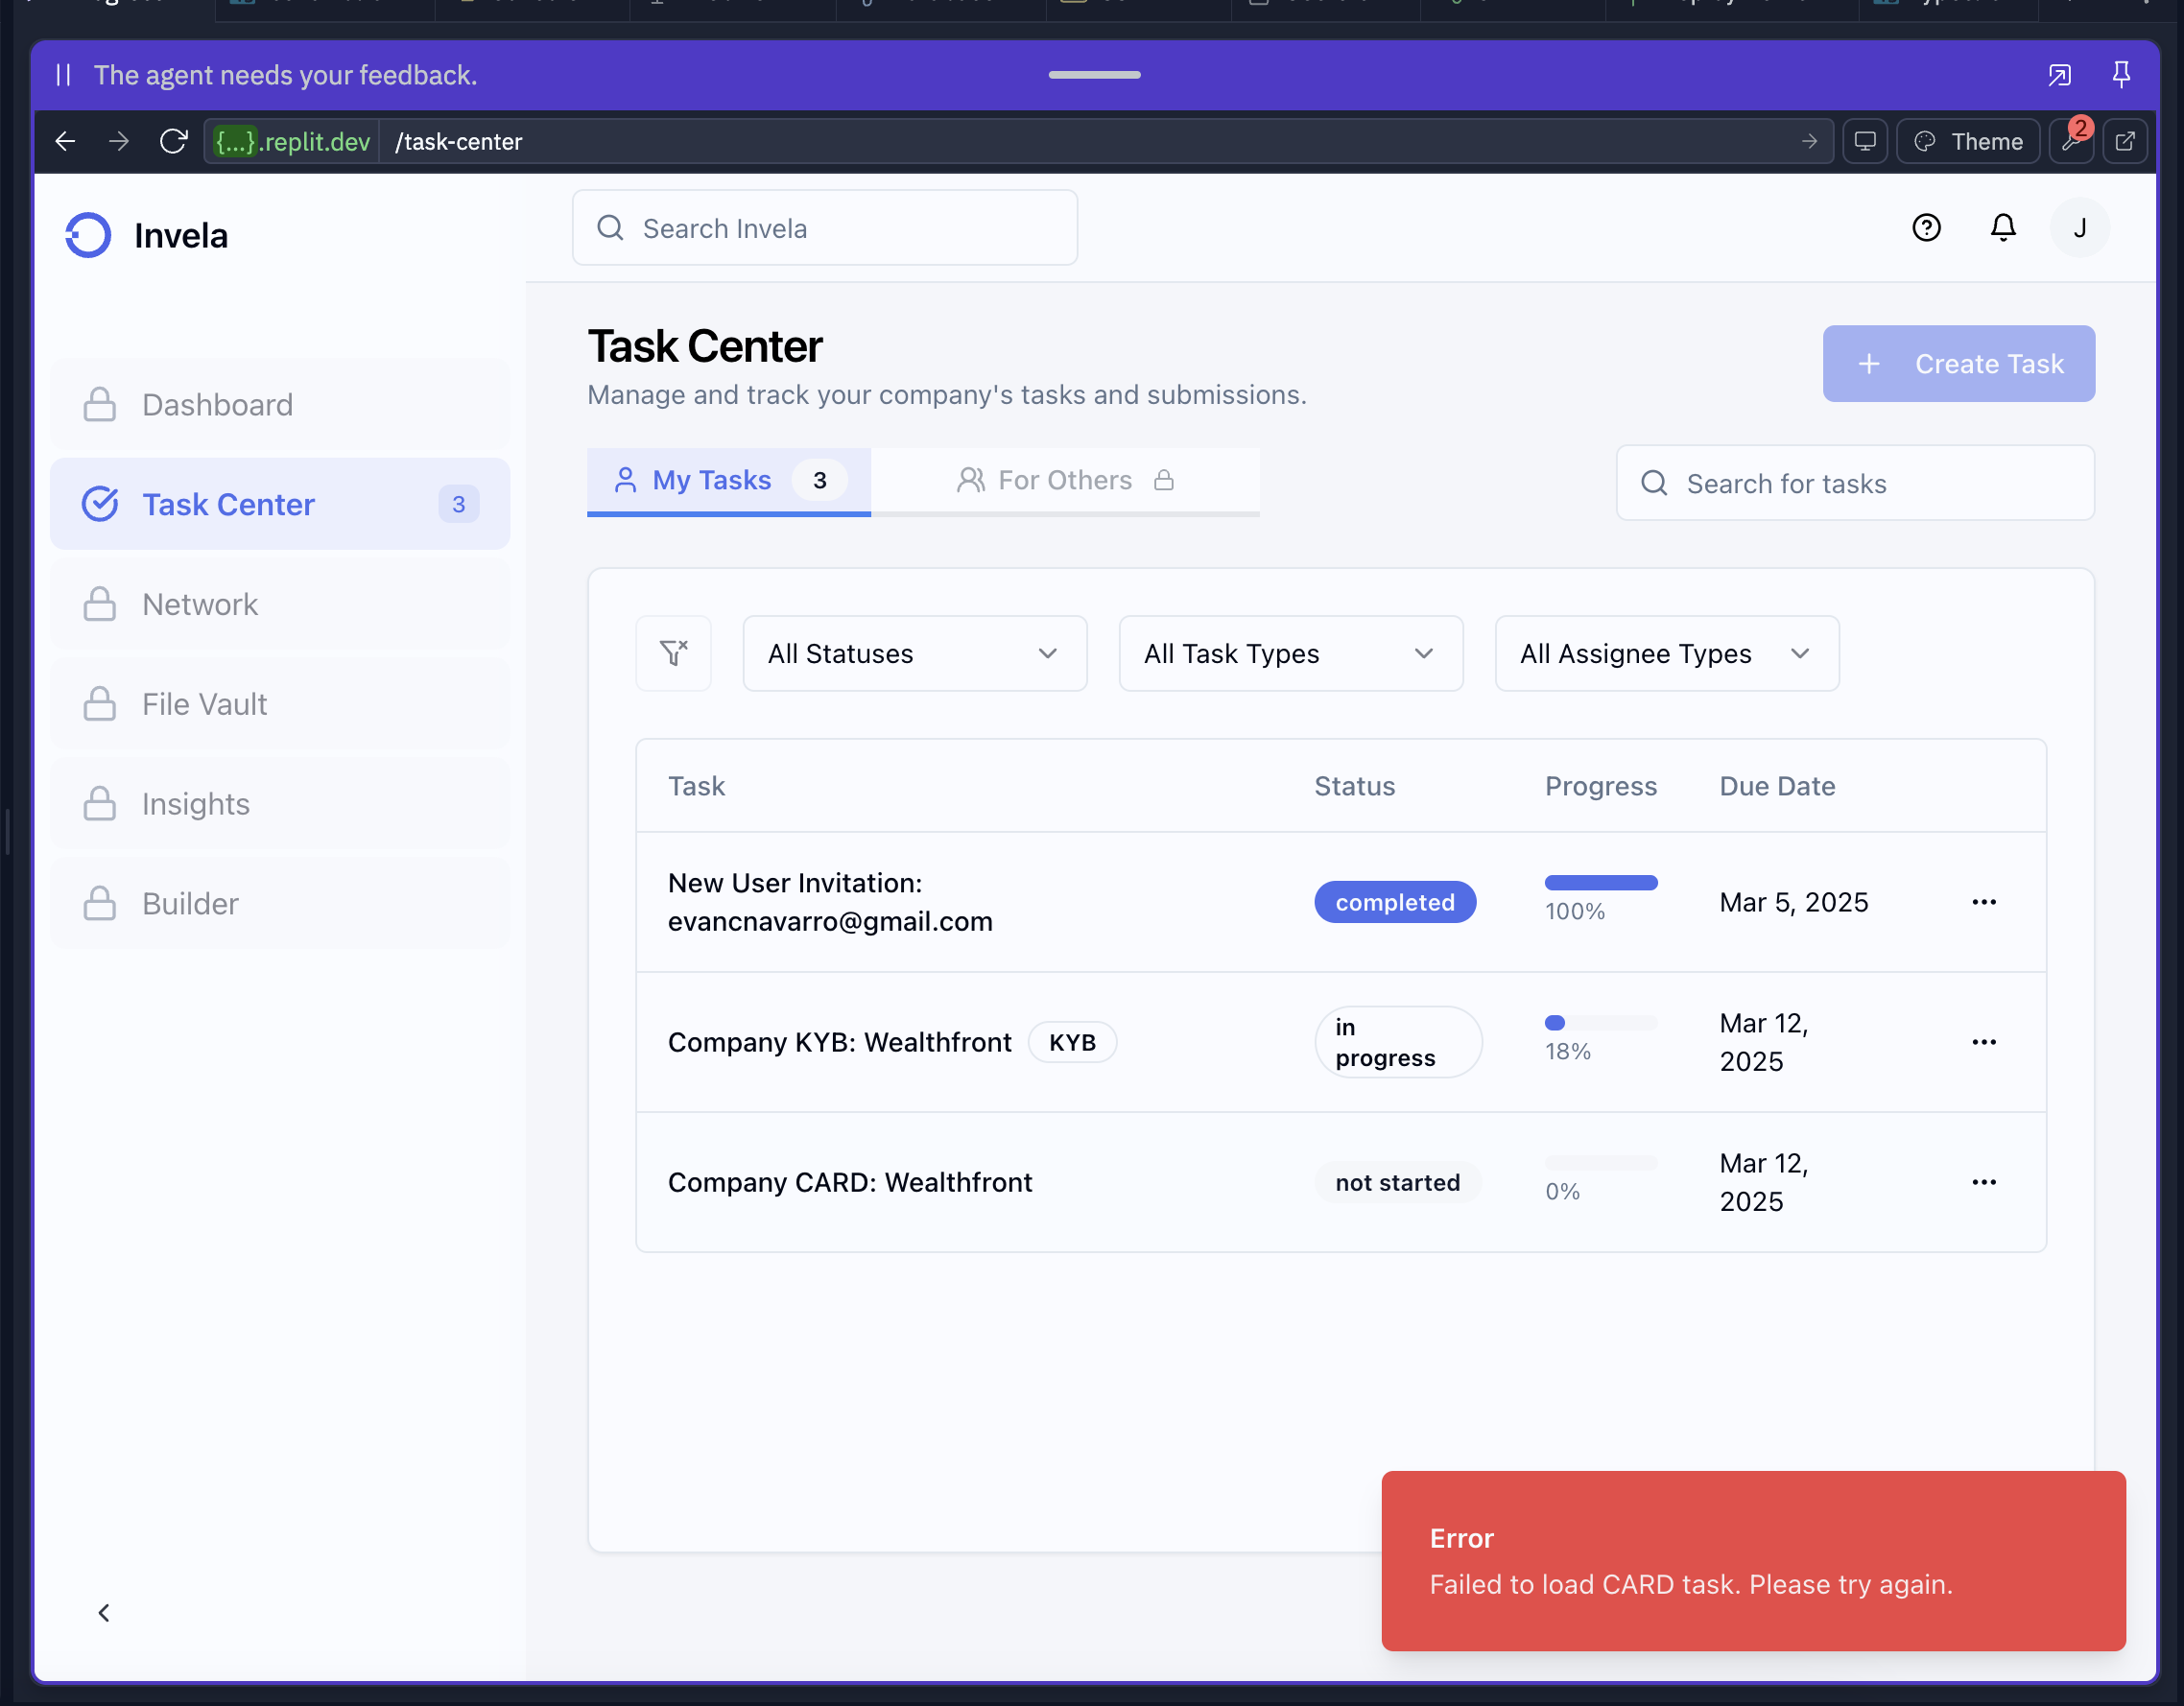 The agent needs your feedback.
{...}.replit.dev
/task-center
Theme
2
Invela
Search Invela
J
Dashboard
Task Center
3
Network
File Vault
Insights
Builder
Task Center
Manage and track your company's tasks and submissions.
Create Task
My Tasks
3
For Others
Search for tasks
All Statuses
All Task Types
All Assignee Types
Task
Status
Progress
Due Date
New User Invitation:
evancnavarro@gmail.com
completed
100%
Mar 5, 2025
Company KYB: Wealthfront
KYB
in
progress
18%
Mar 12,
2025
Company CARD: Wealthfront
not started
0%
Mar 12,
2025
Error
Failed to load CARD task. Please try again.